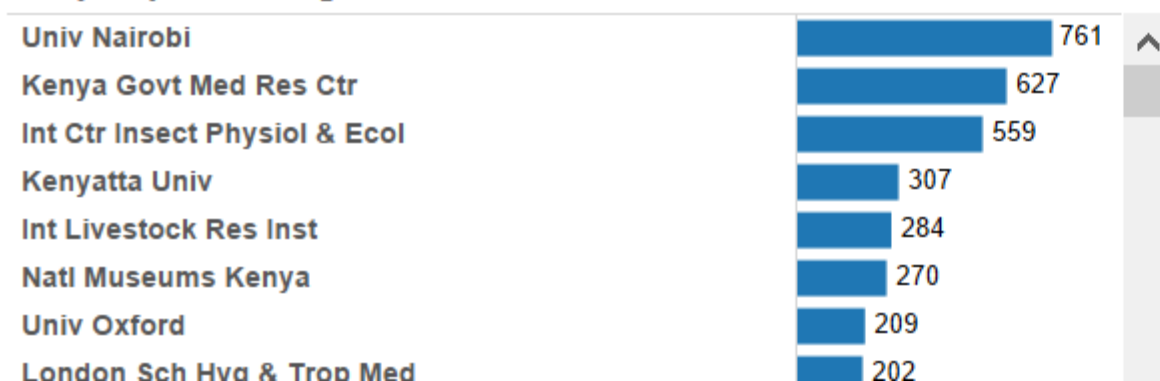 Univ Nairobi 761
Kenya Govt Med Res Ctr 627
Int Ctr Insect Physiol & Ecol 559
Kenyatta Univ 307
Int Livestock Res Inst 284
Natl Museums Kenya 270
Univ Oxford 209
London Sch Hyg & Trop Med 202